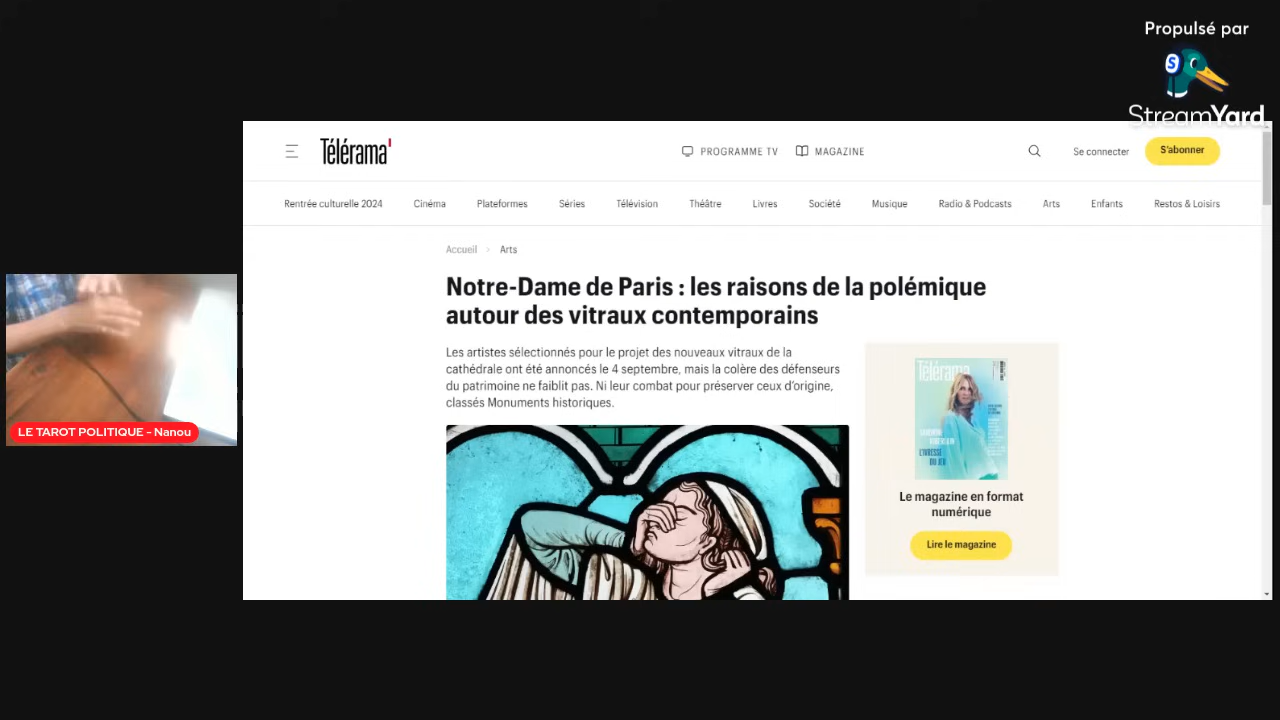 Propulsé par
StreamYard
Télérama'
PROGRAMME TV
MAGAZINE
Se connecter
S'abonner
Rentrée culturelle 2024
Cinéma
Plateformes
Séries
Télévision
Théâtre
Livres
Société
Musique
Radio & Podcasts
Arts
Enfants
Restos & Loisirs
Accueil > Arts
Notre-Dame de Paris : les raisons de la polémique
autour des vitraux contemporains
Les artistes sélectionnés pour le projet des nouveaux vitraux de la
cathédrale ont été annoncés le 4 septembre, mais la colère des défenseurs
du patrimoine ne faiblit pas. Ni leur combat pour préserver ceux d'origine,
classés Monuments historiques.
Télérama
Le magazine en format
numérique
Lire le magazine
LE TAROT POLITIQUE - Nanou